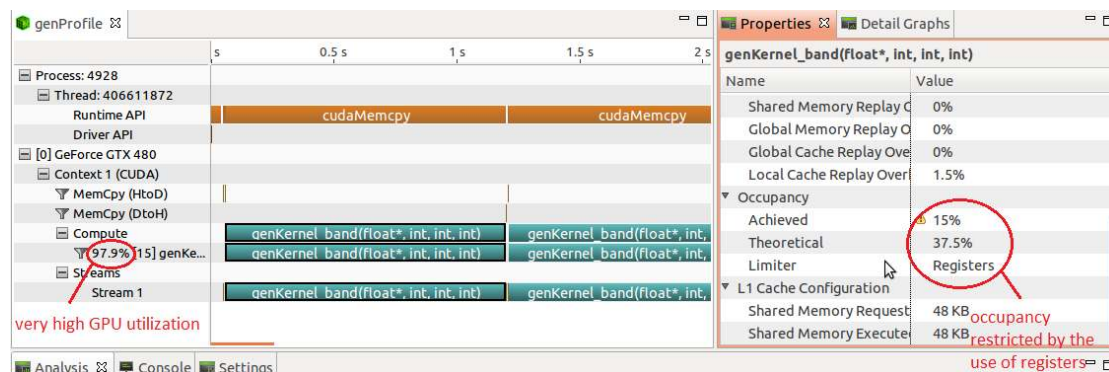 genProfile
s 0.5 s 1 s 1.5 s 2 s
Process: 4928
Thread: 406611872
Runtime API cudaMemcpy cudaMemcpy
Driver API
[0] GeForce GTX 480
Context 1 (CUDA)
MemCpy (HtoD)
MemCpy (DtoH)
Compute genKernel_band(float*, int, int, int) genKernel_band(float*, int,
97.9% [15] genKe... genKernel_band(float*, int, int, int) genKernel_band(float*, int,
Streams
Stream 1 genKernel_band(float*, int, int, int) genKernel_band(float*, int,
very high GPU utilization
Properties Detail Graphs
genKernel_band(float*, int, int, int)
Name Value
Shared Memory Replay O 0%
Global Memory Replay O 0%
Global Cache Replay Ove 0%
Local Cache Replay Over 1.5%
Occupancy
Achieved 15%
Theoretical 37.5%
Limiter Registers
L1 Cache Configuration
Shared Memory Request 48 KB
Shared Memory Execute 48 KB
occupancy
restricted by the
use of registers
Analysis Console Settings